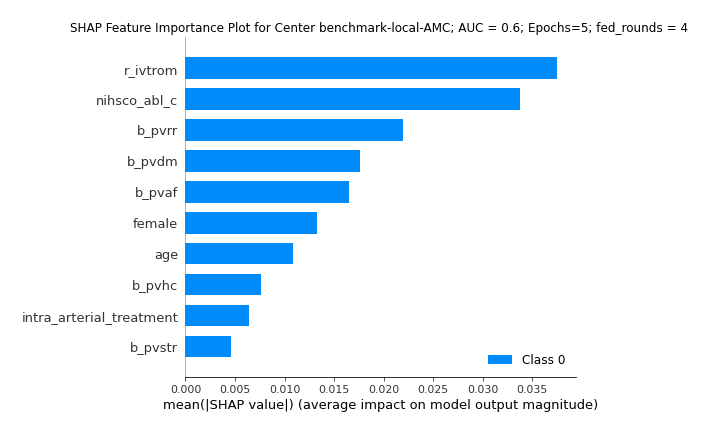 SHAP Feature Importance Plot for Center benchmark-local-AMC; AUC = 0.6; Epochs=5; fed_rounds = 4
r_ivtrom
nihsco_abl_c
b_pvrr
b_pvdm
b_pvaf
female
age
b_pvhc
intra_arterial_treatment
b_pvstr
Class 0
0.000 0.005 0.010 0.015 0.020 0.025 0.030 0.035
mean(|SHAP value|) (average impact on model output magnitude)